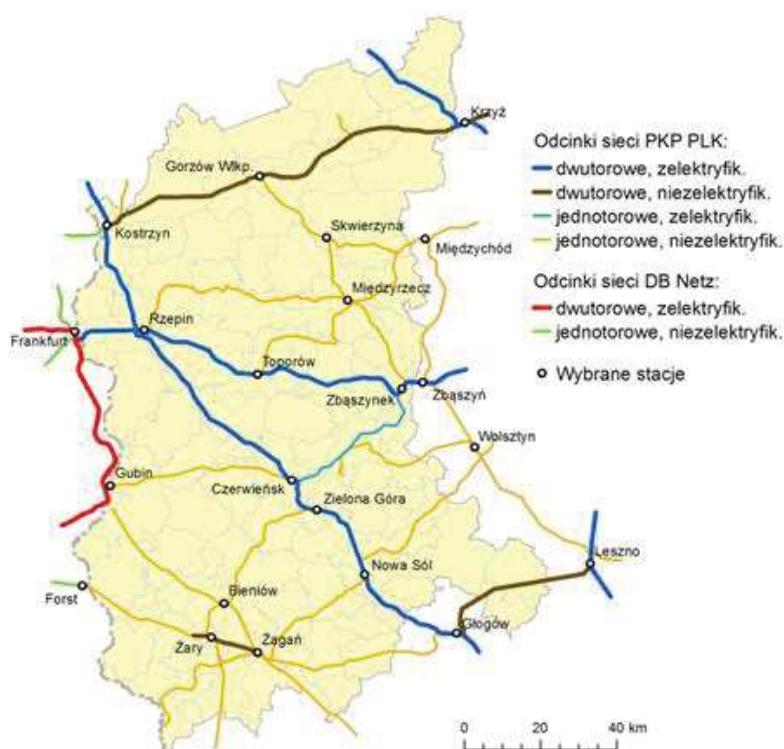 Krzyż
Odcinki sieci PKP PLK:
dwutorowe, zelektryfik.
dwutorowe, niezelektryfik.
jednotorowe, zelektryfik.
jednotorowe, niezelektryfik.
Odcinki sieci DB Netz:
dwutorowe, zelektryfik.
jednotorowe, niezelektryfik.
Wybrane stacje
Gorzów Wlkp.
Kostrzyn
Skwierzyna
Międzychód
Międzyrzecz
Rzepin
Frankfurt
Toporów
Zbąszynek
Zbąszyń
Wolsztyn
Gubin
Czerwieńsk
Zielona Góra
Leszno
Nowa Sól
Forst
Bieniów
Głogów
Żary
Żagań
0 20 40 km